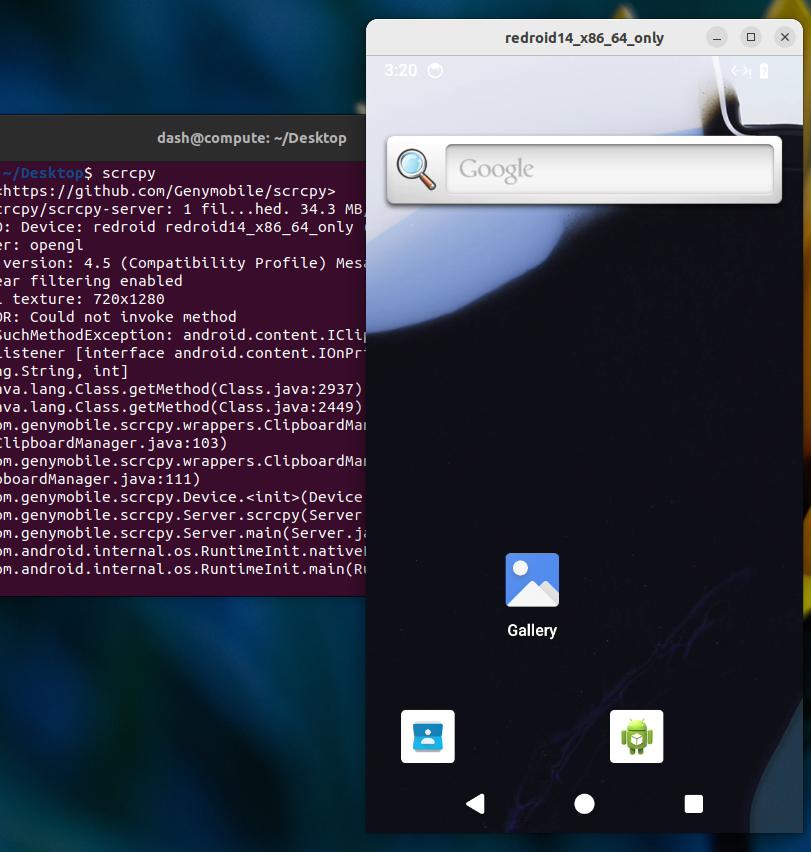 redroid14_x86_64_only
3:20
Google
Gallery
dash@compute: ~/Desktop
~/Desktop$ scrcpy
<https://github.com/Genymobile/scrcpy>
crcpy/scrcpy-server: 1 fil...hed. 34.3 MB
O: Device: redroid redroid14_x86_64_only (
er: opengl
version: 4.5 (Compatibility Profile) Mesa
ear filtering enabled
texture: 720x1280
OR: Could not invoke method
SuchMethodException: android.content.IClip
Listener [interface android.content.IOnPri
ng.String, int]
ava.lang.Class.getMethod(Class.java:2937)
ava.lang.Class.getMethod(Class.java:2449)
om.genymobile.scrcpy.wrappers.ClipboardMan
ClipboardManager.java:103)
om.genymobile.scrcpy.wrappers.ClipboardMan
pboardManager.java:111)
om.genymobile.scrcpy.Device.<init>(Device
om.genymobile.scrcpy.Server.scrcpy(Server
om.genymobile.scrcpy.Server.main(Server.ja
om.android.internal.os.RuntimeInit.native
om.android.internal.os.RuntimeInit.main(Ru